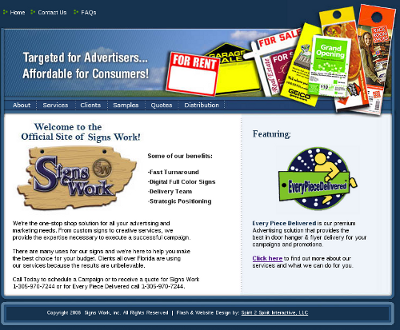 Home
Contact Us
FAQs
Targeted for Advertisers...
Affordable for Consumers!
FOR RENT
GARAGE SALE
FOR SALE
FOR SALE
GEICO
Grand Opening
About
Services
Clients
Samples
Quotes
Distribution
Welcome to the
Official Site of Signs Work!
Signs Work
Some of our benefits:
·Fast Turnaround
·Digital Full Color Signs
·Delivery Team
·Strategic Positioning
We're the one-stop shop solution for all your advertising and
marketing needs. From custom signs to creative services, we
provide the expertise necessary to execute a successful campaign.
There are many uses for our signs and we're here to help you make
the best choice for your budget. Clients all over Florida are using
our services because the results are unbelievable.
Call Today to schedule a Campaign or to receive a quote for Signs Work
1-305-970-7244 or for Every Piece Delivered call 1-305-970-7244.
Featuring:
EveryPieceDelivered
Every Piece Delivered is our premium
Advertising solution that provides the
best in door hanger & flyer delivery for your
campaigns and promotions.
Click here to find out more about our
services and what we can do for you.
Copyright 2008 Signs Work, Inc. All Rights Reserved | Flash & Website Design by: Spirit 2 Spirit Interactive, LLC